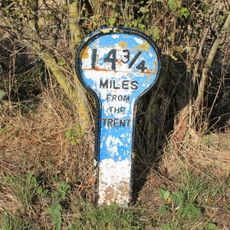 14 3/4
MILES
FROM
THE
TRENT